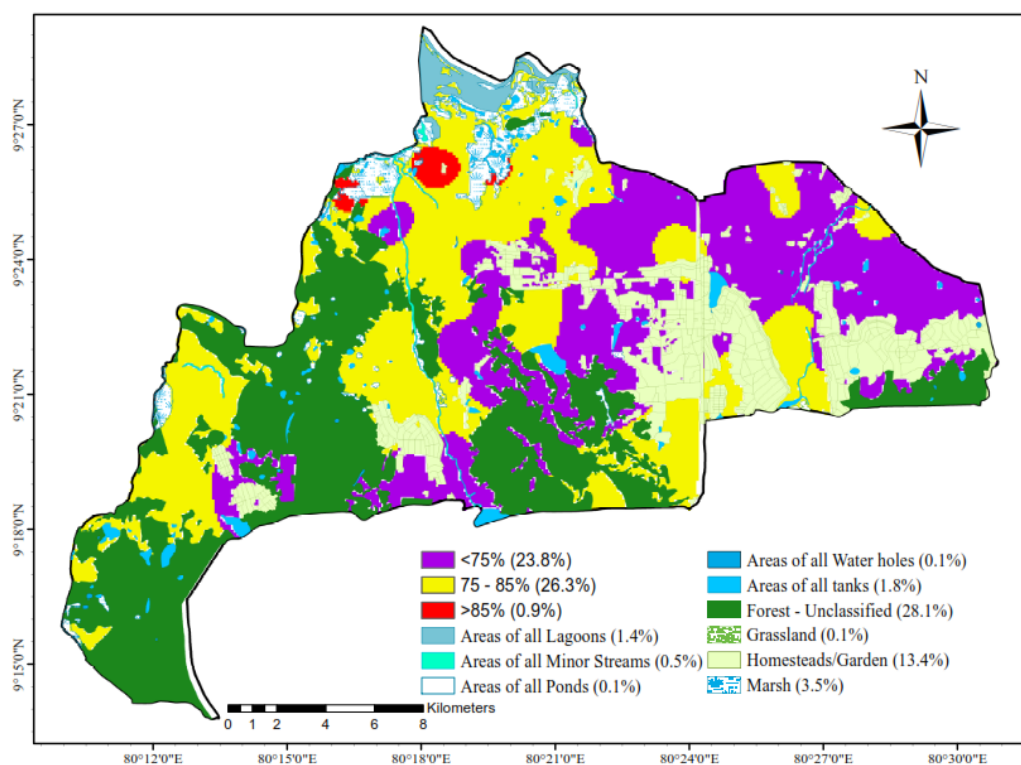 N
9°27'0"N
9°24'0"N
9°21'0"N
9°18'0"N
9°15'0"N
<75% (23.8%)
75 - 85% (26.3%)
>85% (0.9%)
Areas of all Lagoons (1.4%)
Areas of all Minor Streams (0.5%)
Areas of all Ponds (0.1%)
Areas of all Water holes (0.1%)
Areas of all tanks (1.8%)
Forest - Unclassified (28.1%)
Grassland (0.1%)
Homesteads/Garden (13.4%)
Marsh (3.5%)
Kilometers
0 1 2 4 6 8
80°12'0"E 80°15'0"E 80°18'0"E 80°21'0"E 80°24'0"E 80°27'0"E 80°30'0"E